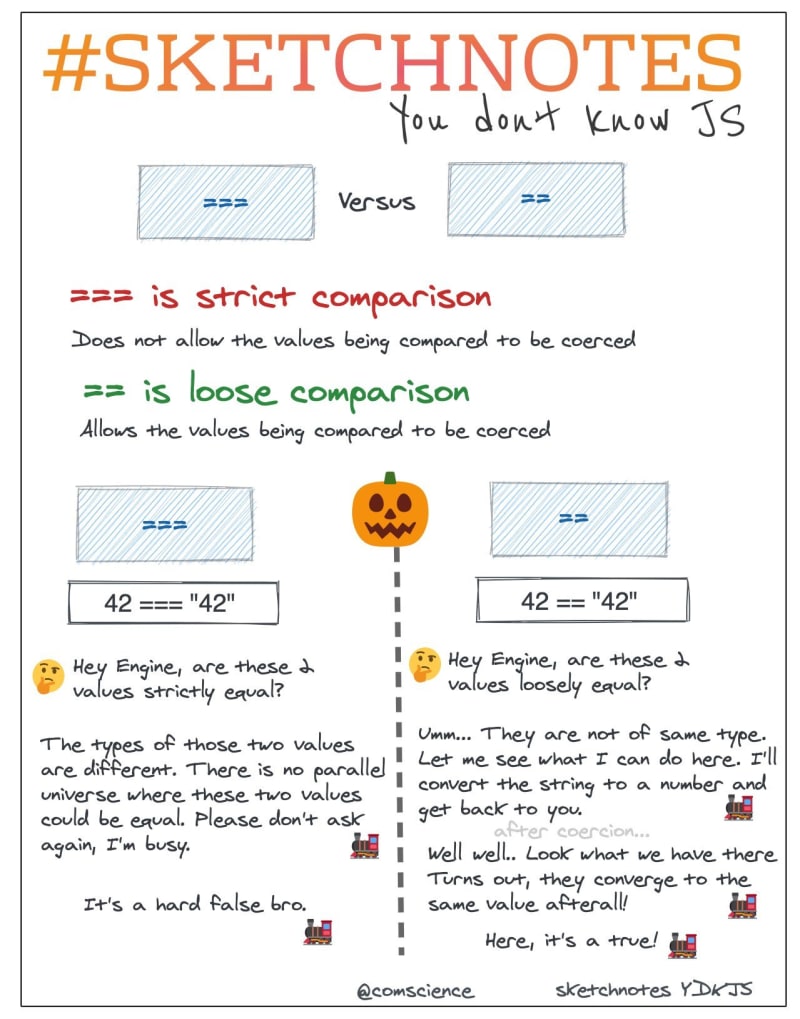 #SKETCHNOTES
You don't know JS
=== Versus ==
=== is strict comparison
Does not allow the values being compared to be coerced
== is loose comparison
Allows the values being compared to be coerced
===
42 === "42"
Hey Engine, are these 2
values strictly equal?
The types of those two values
are different. There is no parallel
universe where these two values
could be equal. Please don't ask
again, I'm busy.
It's a hard false bro.
==
42 == "42"
Hey Engine, are these 2
values loosely equal?
Umm... They are not of same type.
Let me see what I can do here. I'll
convert the string to a number and
get back to you.
after coercion...
Well well.. Look what we have there
Turns out, they converge to the
same value afterall!
Here, it's a true!
@comscience
sketchnotes YDKJS